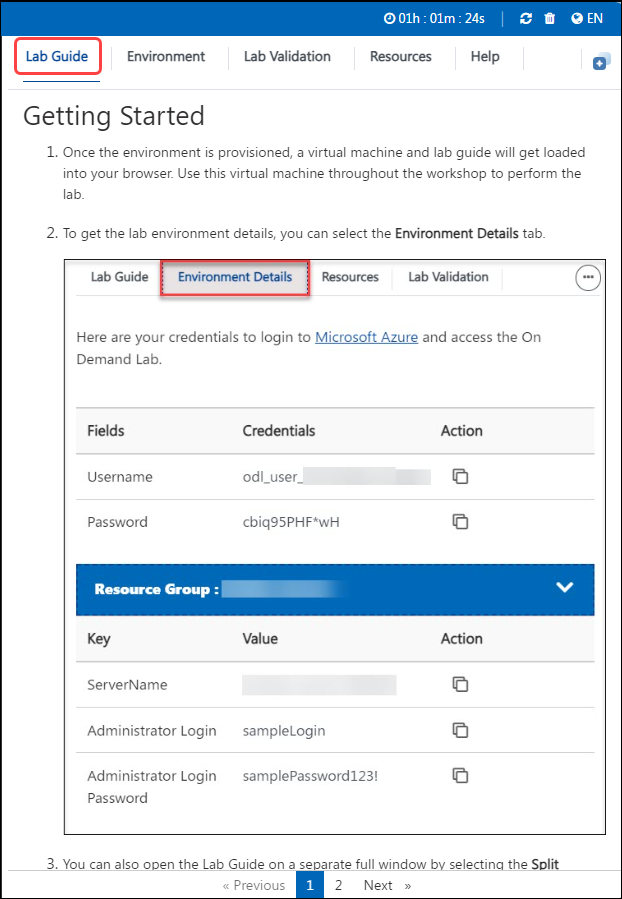 01h : 01m : 24s EN
Lab Guide Environment Lab Validation Resources Help
Getting Started
1. Once the environment is provisioned, a virtual machine and lab guide will get loaded
into your browser. Use this virtual machine throughout the workshop to perform the
lab.
2. To get the lab environment details, you can select the Environment Details tab.
Lab Guide Environment Details Resources Lab Validation
Here are your credentials to login to Microsoft Azure and access the On
Demand Lab.
Fields Credentials Action
Username odl_user_
Password cbiq95PHF*wH
Resource Group :
Key Value Action
ServerName
Administrator Login sampleLogin
Administrator Login samplePassword123!
Password
3. You can also open the Lab Guide on a separate full window by selecting the Split
« Previous 1 2 Next »